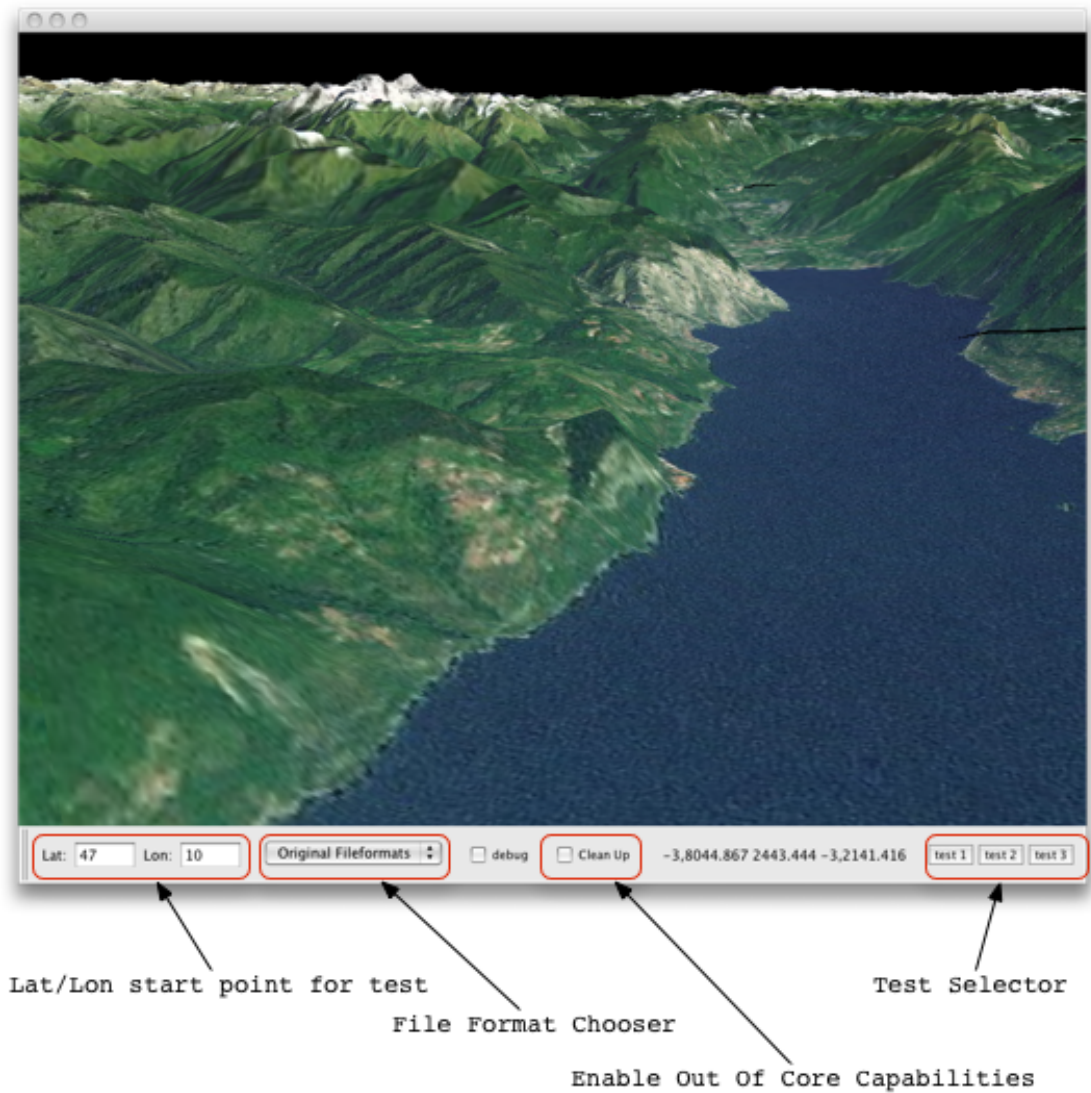 Lat: 47 Lon: 10 Original Fileformats debug Clean Up -3,8044.867 2443.444 -3,2141.416 test 1 test 2 test 3
Lat/Lon start point for test
Test Selector
File Format Chooser
Enable Out Of Core Capabilities